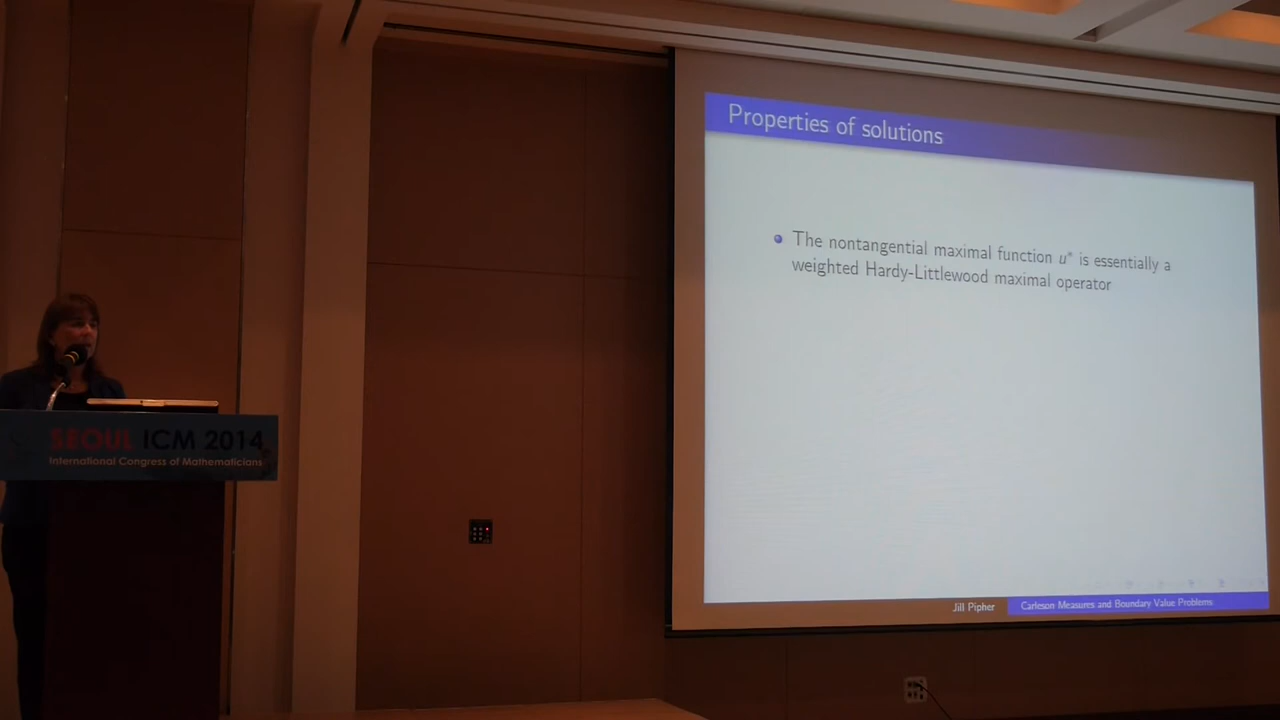 Properties of solutions
The nontangential maximal function u* is essentially a
weighted Hardy-Littlewood maximal operator
Jill Pipher
Carleson Measures and Boundary Value Problems
SEOUL ICM 2014
International Congress of Mathematicians